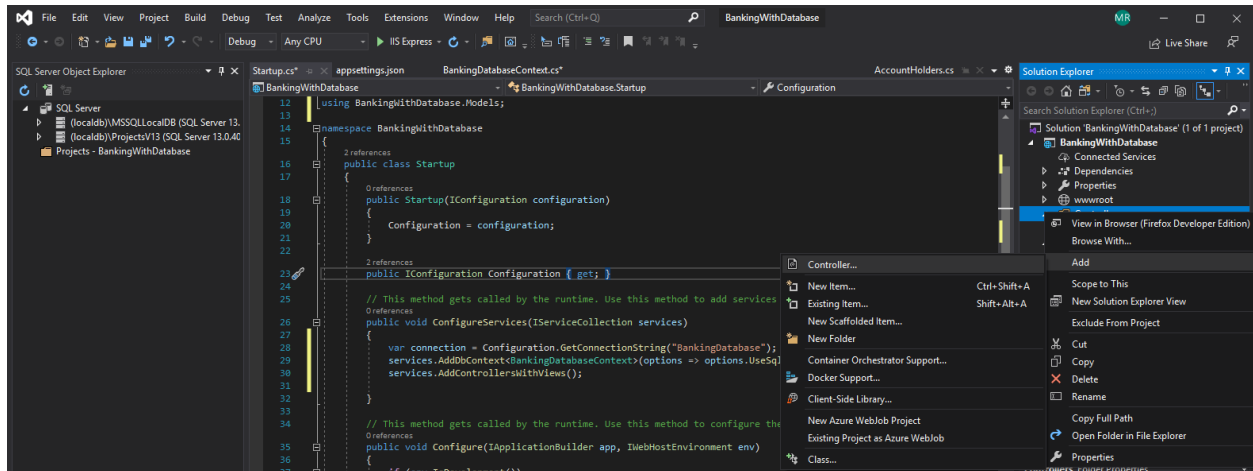 File Edit View Project Build Debug Test Analyze Tools Extensions Window Help Search (Ctrl+Q) BankingWithDatabase MR
Debug Any CPU IIS Express Live Share
SQL Server Object Explorer
SQL Server
(localdb)\MSSQLLocalDB (SQL Server 13.
(localdb)\ProjectsV13 (SQL Server 13.0.40
Projects - BankingWithDatabase
Startup.cs* appsettings.json BankingDatabaseContext.cs* AccountHolders.cs
BankingWithDatabase BankingWithDatabase.Startup Configuration
12 using BankingWithDatabase.Models;
13
14 namespace BankingWithDatabase
15 {
2 references
16 public class Startup
17 {
0 references
18 public Startup(IConfiguration configuration)
19 {
20 Configuration = configuration;
21 }
22
2 references
23 public IConfiguration Configuration { get; }
24
25 // This method gets called by the runtime. Use this method to add services
0 references
26 public void ConfigureServices(IServiceCollection services)
27 {
28 var connection = Configuration.GetConnectionString("BankingDatabase");
29 services.AddDbContext<BankingDatabaseContext>(options => options.UseSql
30 services.AddControllersWithViews();
31
32 }
33
34 // This method gets called by the runtime. Use this method to configure the
0 references
35 public void Configure(IApplicationBuilder app, IWebHostEnvironment env)
36 {
Controller...
New Item... Ctrl+Shift+A
Existing Item... Shift+Alt+A
New Scaffolded Item...
New Folder
Container Orchestrator Support...
Docker Support...
Client-Side Library...
New Azure WebJob Project
Existing Project as Azure WebJob
Class...
Solution Explorer
Search Solution Explorer (Ctrl+;)
Solution 'BankingWithDatabase' (1 of 1 project)
BankingWithDatabase
Connected Services
Dependencies
Properties
wwwroot
View in Browser (Firefox Developer Edition)
Browse With...
Add
Scope to This
New Solution Explorer View
Exclude From Project
Cut
Copy
Delete
Rename
Copy Full Path
Open Folder in File Explorer
Properties